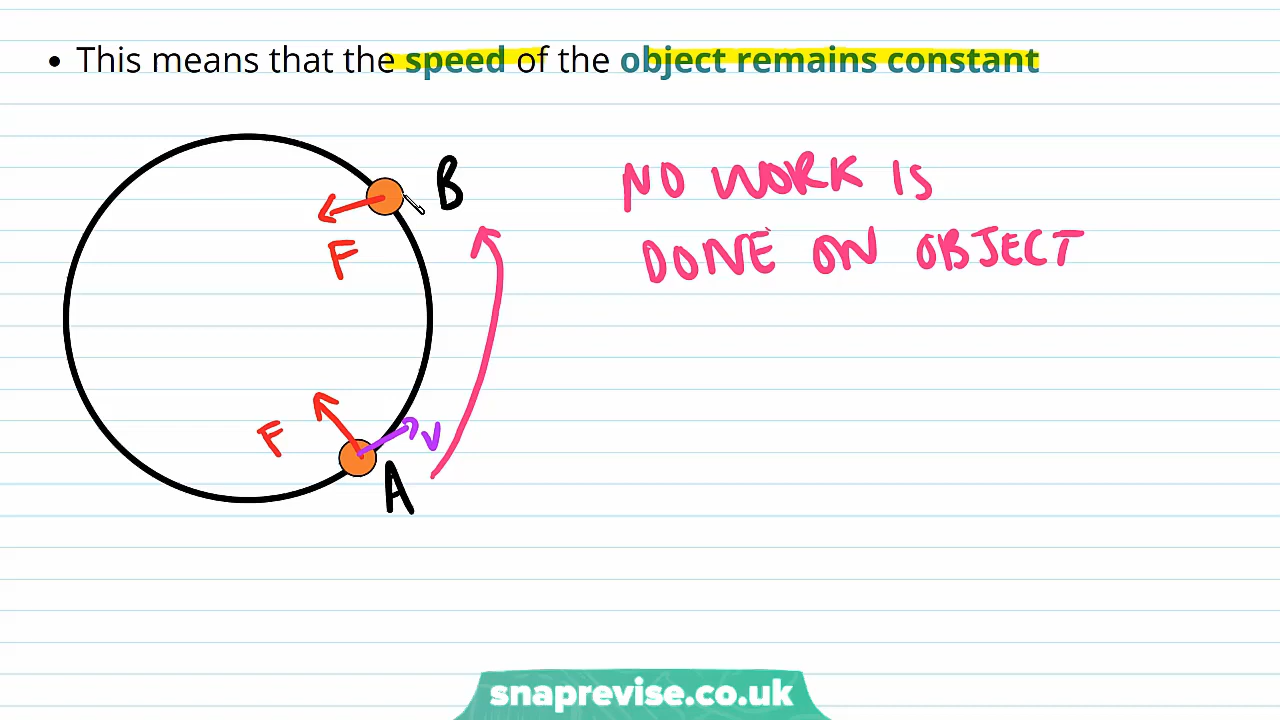 • This means that the speed of the object remains constant
B
NO WORK IS
DONE ON OBJECT
F
F
V
A
snaprevise.co.uk